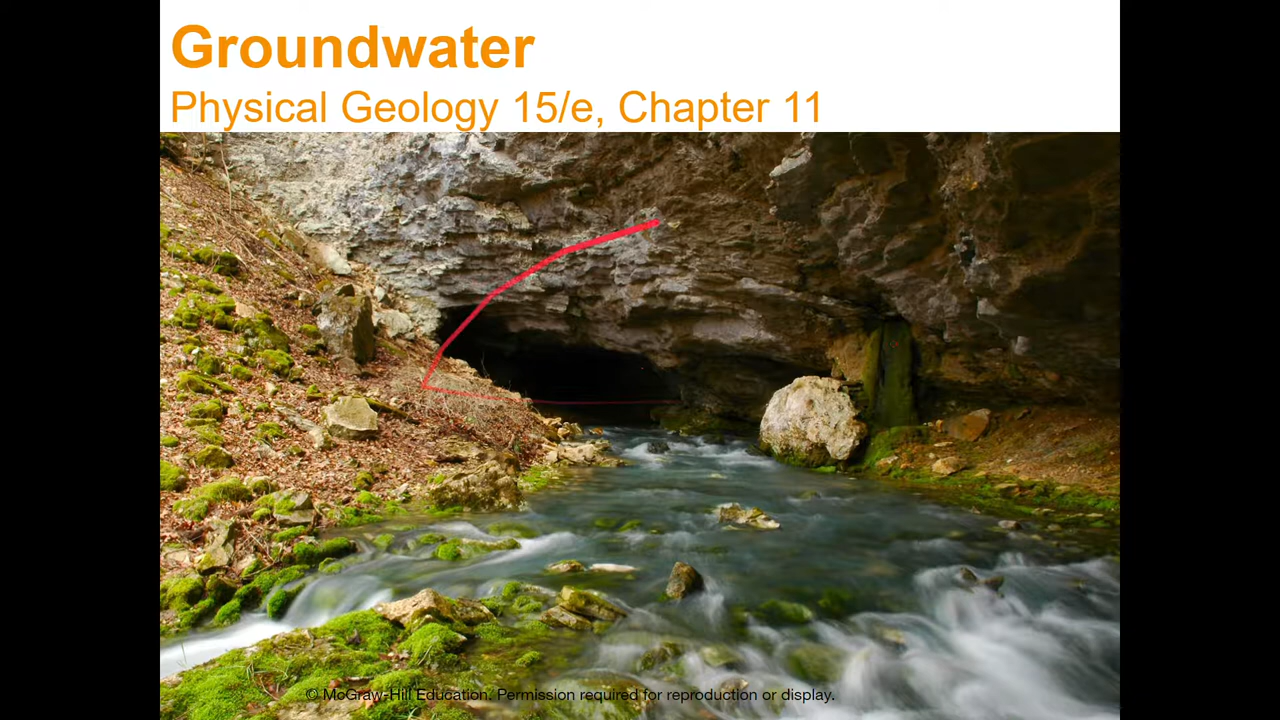 Groundwater
Physical Geology 15/e, Chapter 11
© McGraw-Hill Education. Permission required for reproduction or display.